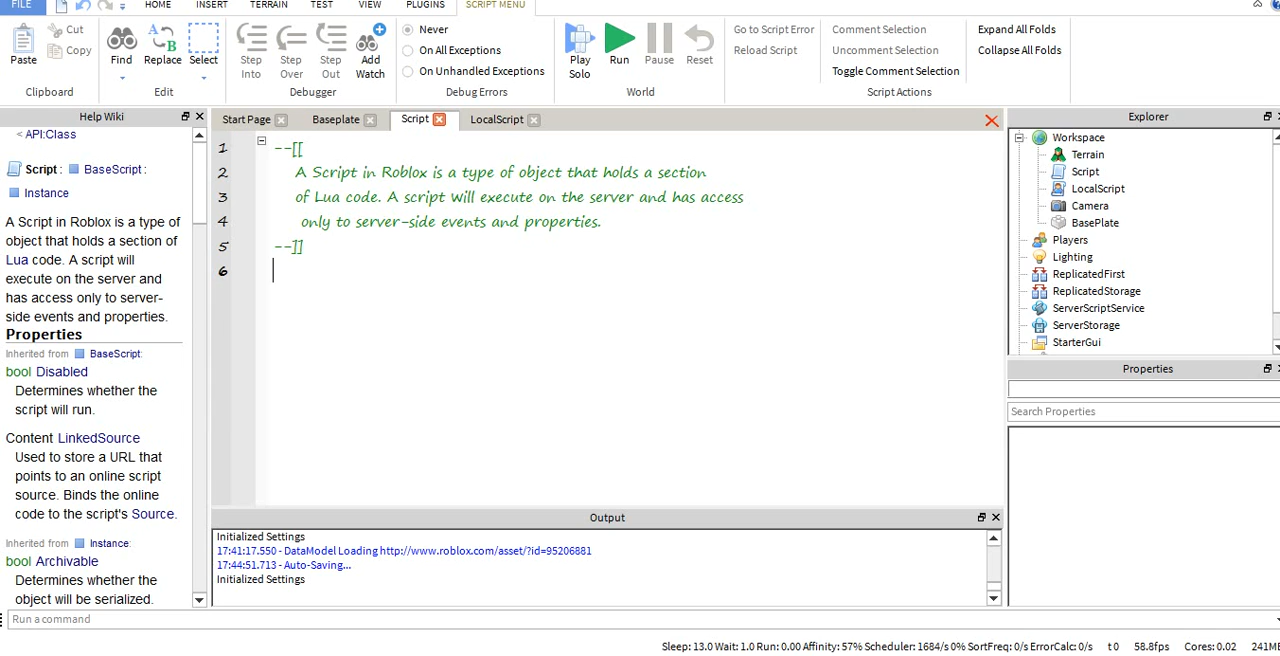 FILE HOME INSERT TERRAIN TEST VIEW PLUGINS SCRIPT MENU
Paste Cut Copy Clipboard
Find Replace Select Edit
Step Into Step Over Step Out Add Watch Debugger
Never
On All Exceptions
On Unhandled Exceptions
Debug Errors
Play Solo Run Pause Reset World
Go to Script Error
Reload Script
Comment Selection
Uncomment Selection
Toggle Comment Selection
Expand All Folds
Collapse All Folds
Script Actions
Help Wiki
< API:Class
Script : BaseScript :
Instance
A Script in Roblox is a type of
object that holds a section of
Lua code. A script will
execute on the server and
has access only to server-
side events and properties.
Properties
Inherited from BaseScript:
bool Disabled
Determines whether the
script will run.
Content LinkedSource
Used to store a URL that
points to an online script
source. Binds the online
code to the script's Source.
Inherited from Instance:
bool Archivable
Determines whether the
object will be serialized.
Start Page Baseplate Script LocalScript
1 --[[
2 A Script in Roblox is a type of object that holds a section
3 of Lua code. A script will execute on the server and has access
4 only to server-side events and properties.
5 --]]
6
Output
Initialized Settings
17:41:17.550 - DataModel Loading http://www.roblox.com/asset/?id=95206881
17:44:51.713 - Auto-Saving...
Initialized Settings
Explorer
Workspace
Terrain
Script
LocalScript
Camera
BasePlate
Players
Lighting
ReplicatedFirst
ReplicatedStorage
ServerScriptService
ServerStorage
StarterGui
Properties
Search Properties
Run a command
Sleep: 13.0 Wait: 1.0 Run: 0.00 Affinity: 57% Scheduler: 1684/s 0% SortFreq: 0/s ErrorCalc: 0/s t 0 58.8fps Cores: 0.02 241MB